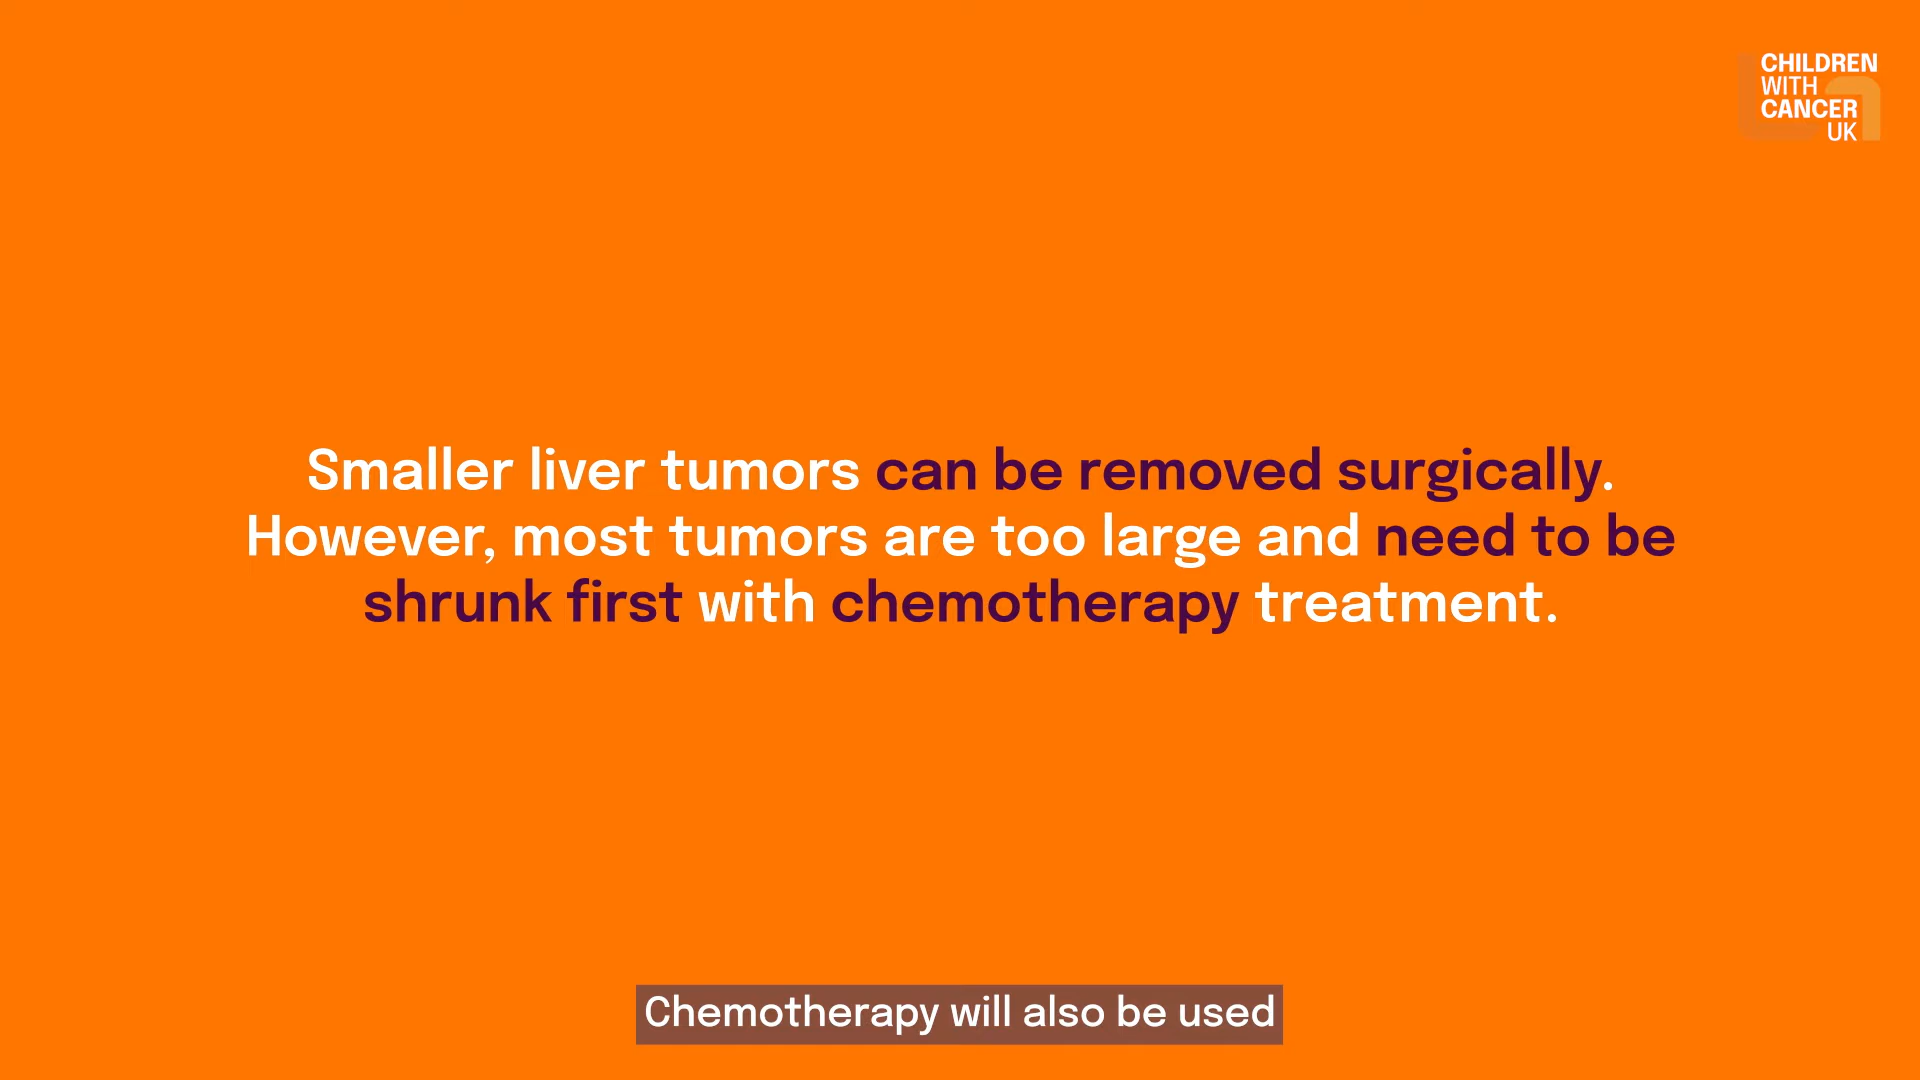 CHILDREN
WITH
CANCER
UK
Smaller liver tumors can be removed surgically.
However, most tumors are too large and need to be
shrunk first with chemotherapy treatment.
Chemotherapy will also be used